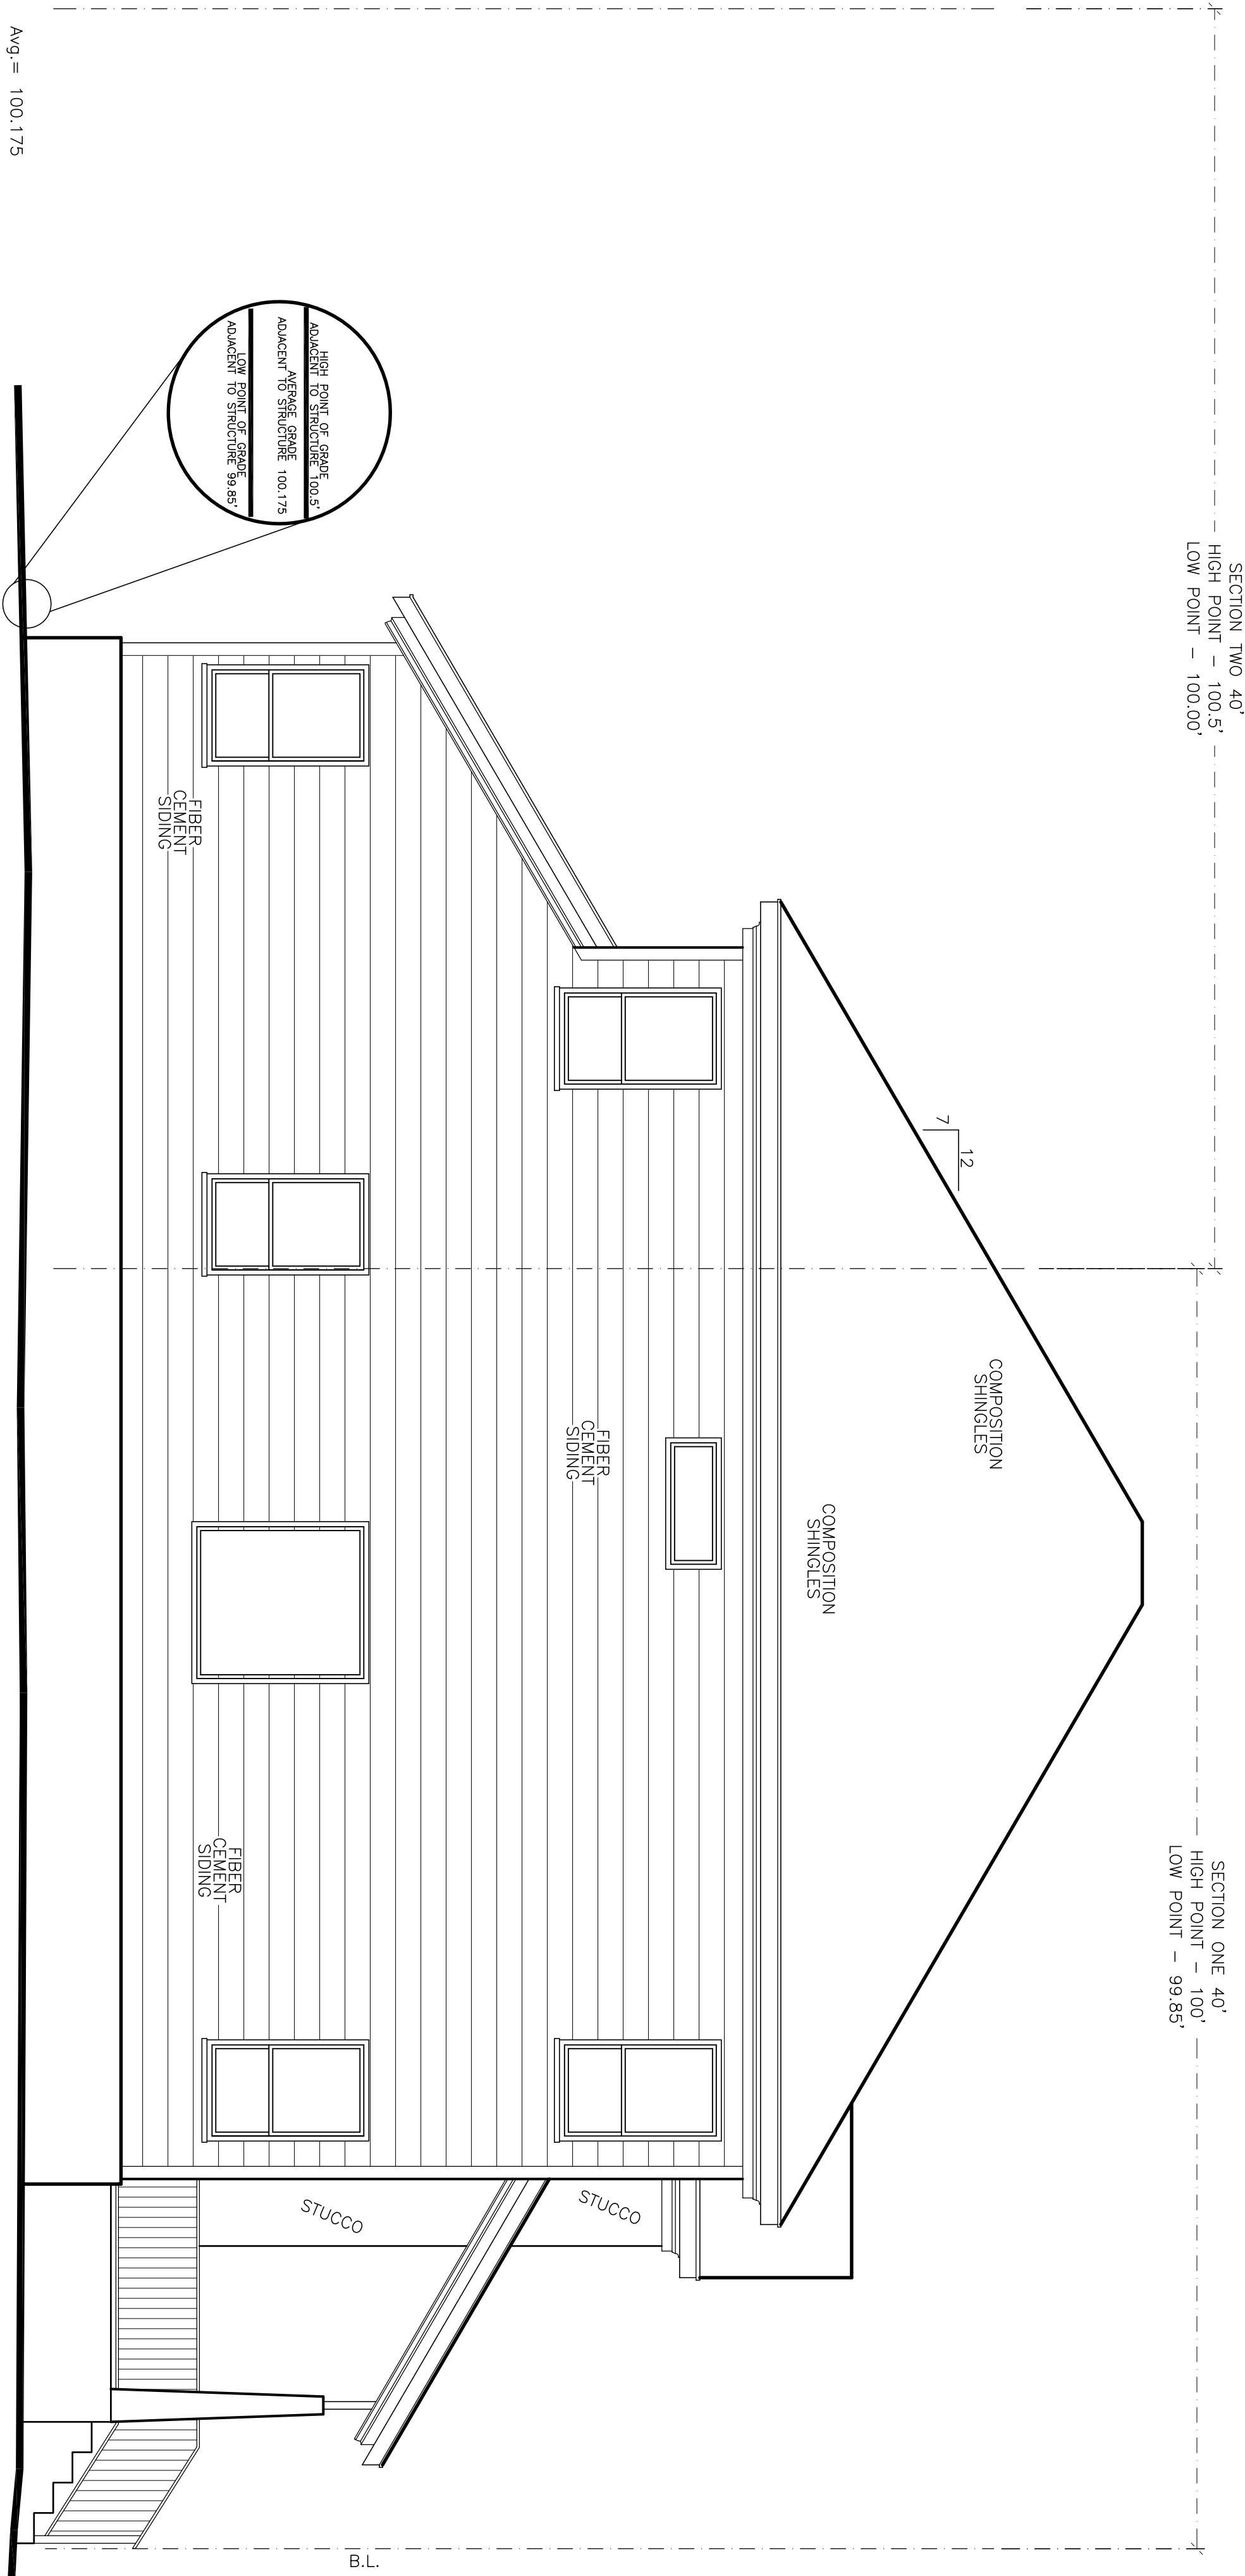 SECTION TWO 40'
HIGH POINT - 100.5'
LOW POINT - 100.00'
SECTION ONE 40'
HIGH POINT - 100'
LOW POINT - 99.85'
7
12
COMPOSITION
SHINGLES
COMPOSITION
SHINGLES
FIBER
CEMENT
SIDING
STUCCO
HIGH POINT OF GRADE
ADJACENT TO STRUCTURE 100.5'
AVERAGE GRADE
ADJACENT TO STRUCTURE 100.175
LOW POINT OF GRADE
ADJACENT TO STRUCTURE 99.85'
STUCCO
B.L.
FIBER
CEMENT
SIDING
FIBER
CEMENT
SIDING
Avg.= 100.175